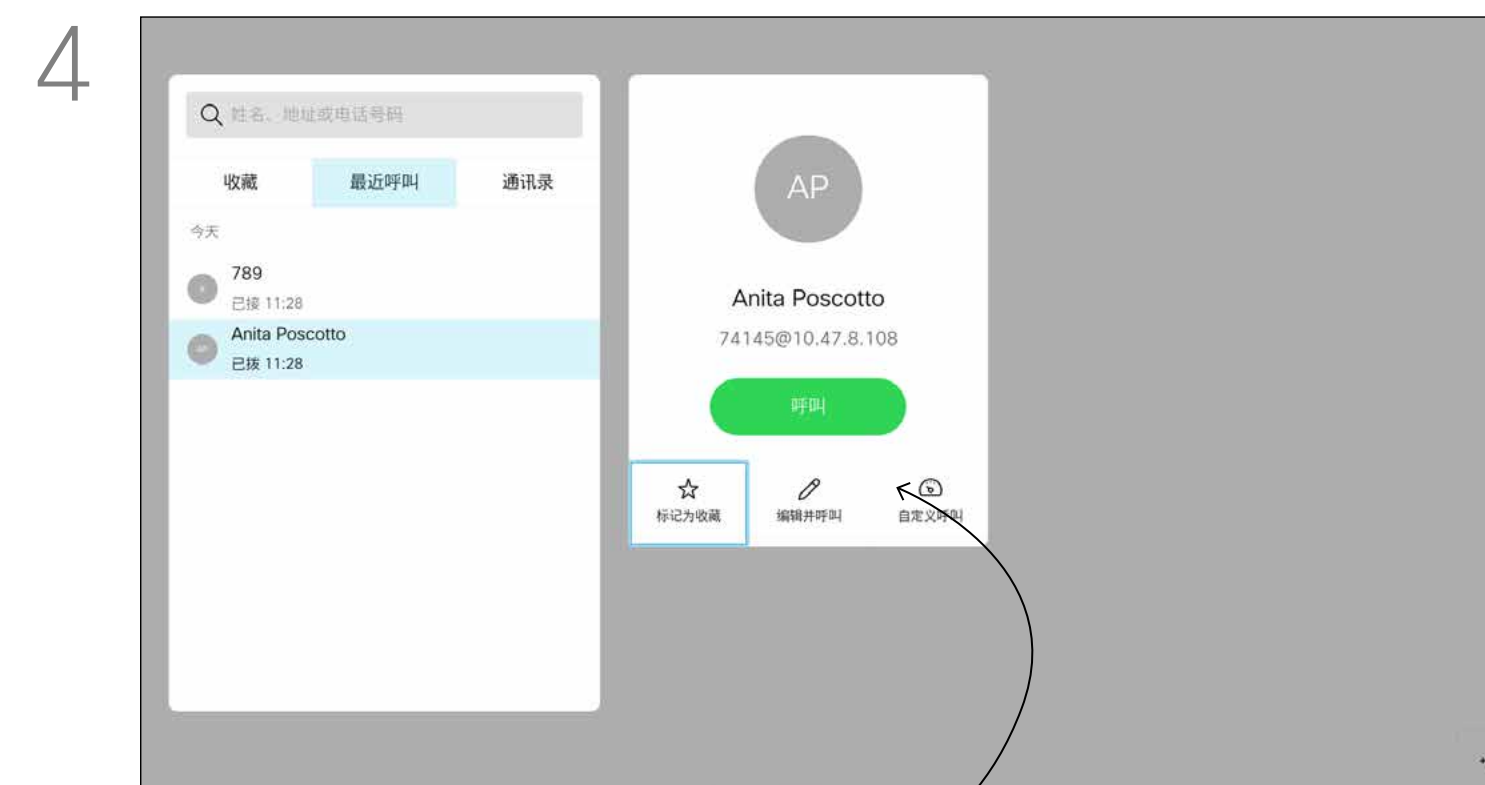 4
姓名、地址或电话号码
收藏 最近呼叫 通讯录
今天
789
已接 11:28
Anita Poscotto
已拨 11:28
AP
Anita Poscotto
74145@10.47.8.108
呼叫
标记为收藏 编辑并呼叫 自定义呼叫